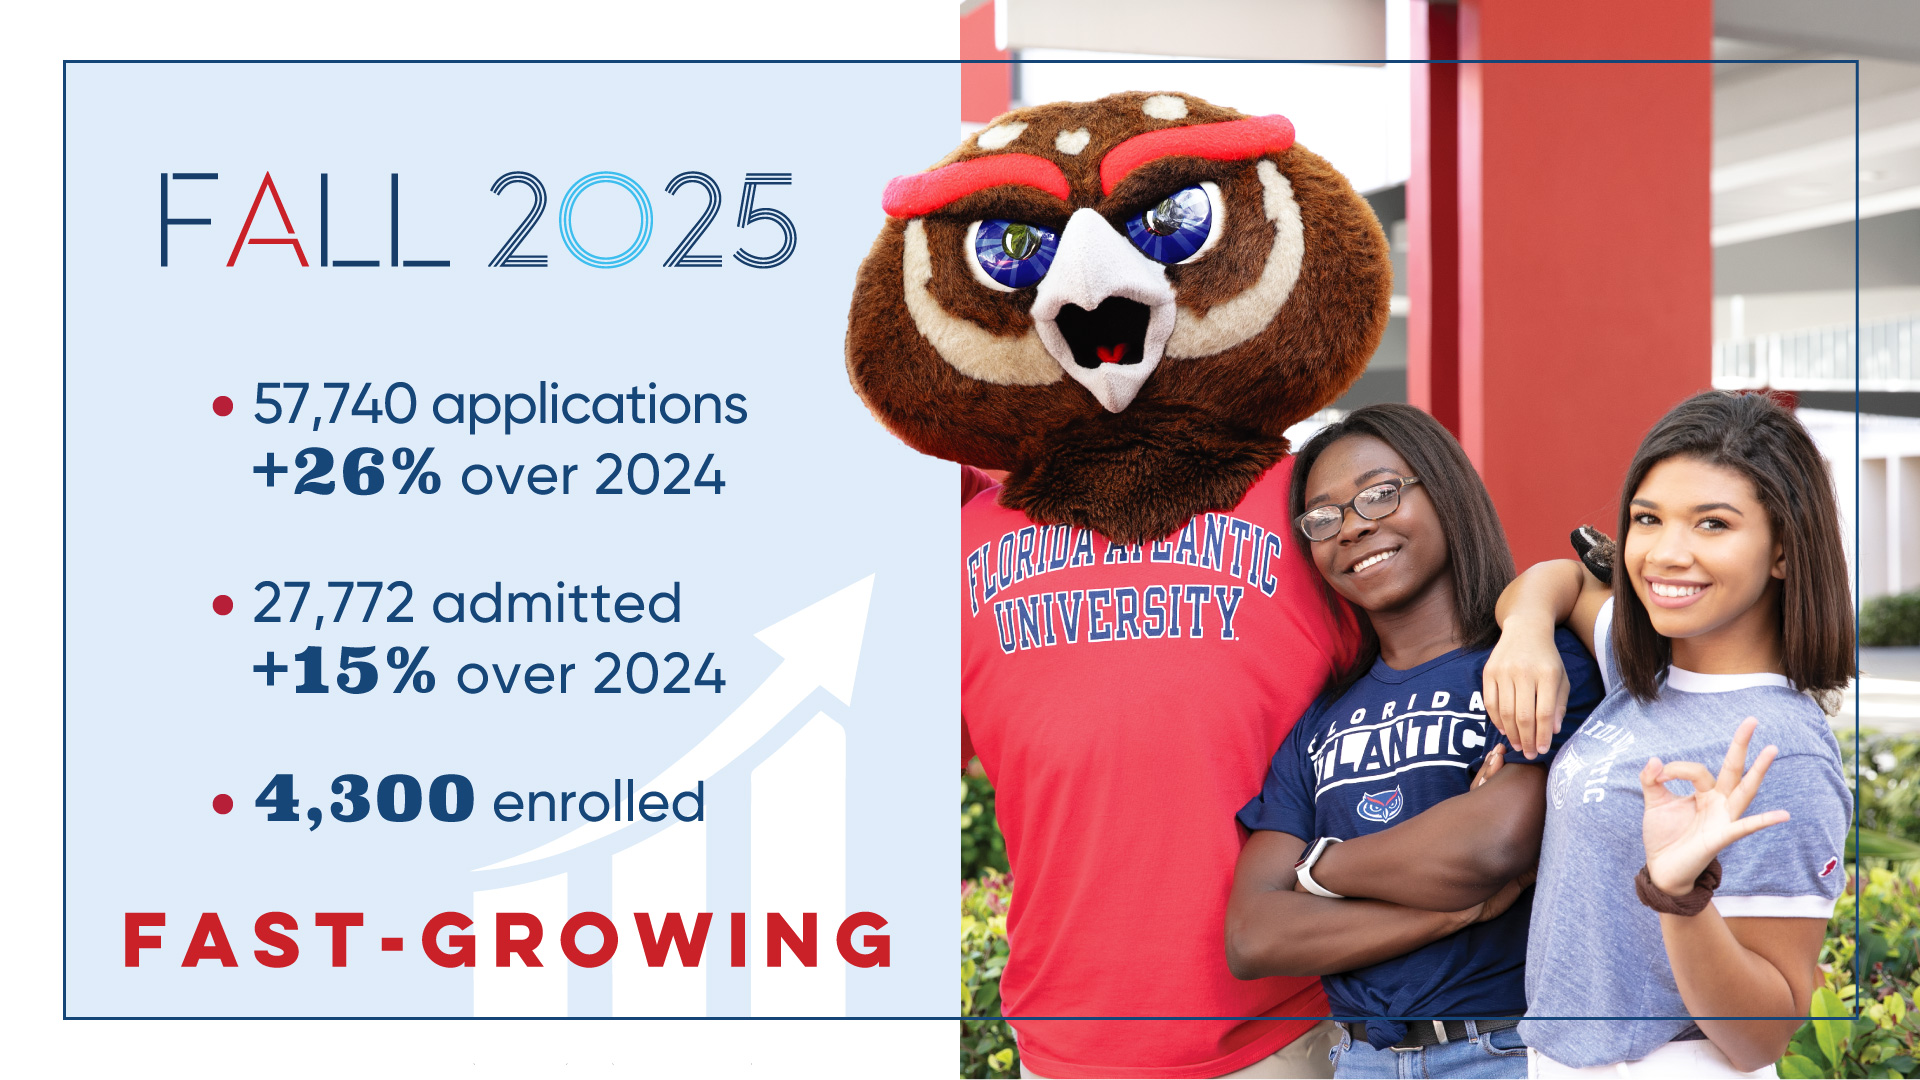 FALL 2025
57,740 applications
+26% over 2024
27,772 admitted
+15% over 2024
4,300 enrolled
FAST-GROWING
FLORIDA ATLANTIC
UNIVERSITY
FLORIDA
ATLANTIC